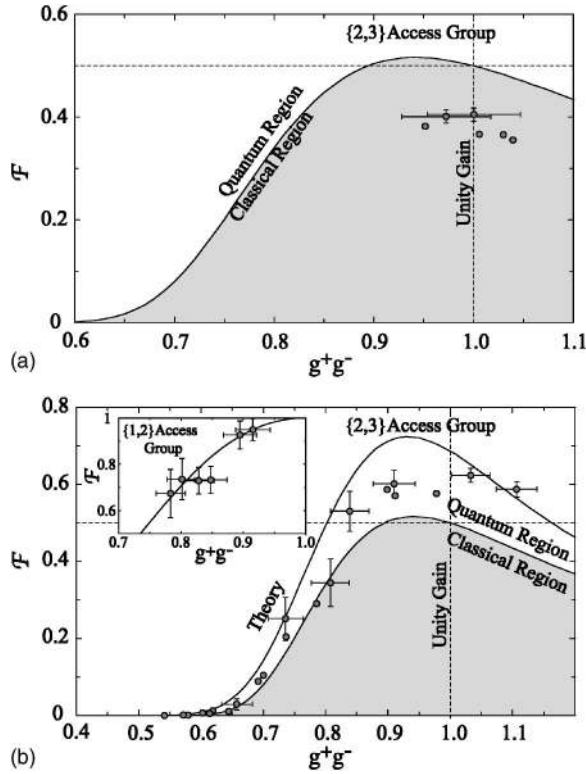 0.6
{2,3}Access Group
0.4
Quantum Region
Classical Region
Unity Gain
ℱ
0.2
0
0.6 0.7 0.8 0.9 1.0 1.1
(a)
g⁺g⁻
0.8
{1,2}Access Group
1
ℱ
0.8
0.6
0.7 0.8 0.9 1.0
g⁺g⁻
{2,3}Access Group
0.6
Quantum Region
Classical Region
ℱ
0.4
Theory
Unity Gain
0.2
0
0.4 0.5 0.6 0.7 0.8 0.9 1.0 1.1
(b)
g⁺g⁻